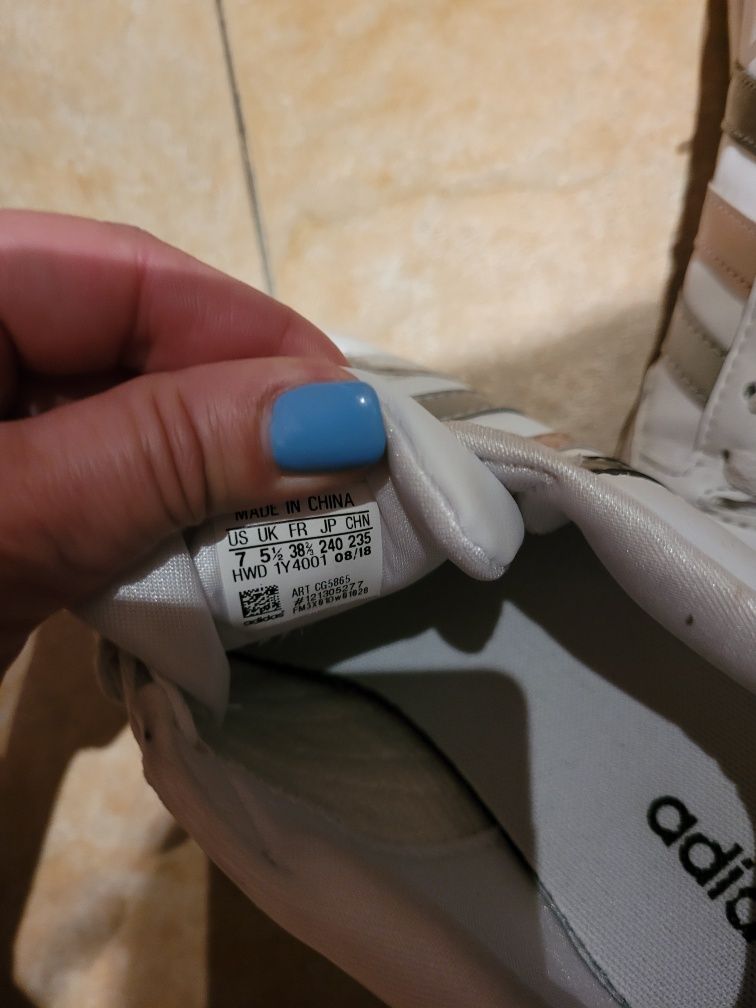 MADE IN CHINA
US UK FR JP CHN
7 5½ 38⅔ 240 235
HWD 1Y4001 08/18
ART CG5865
#121305277
adidas
adid